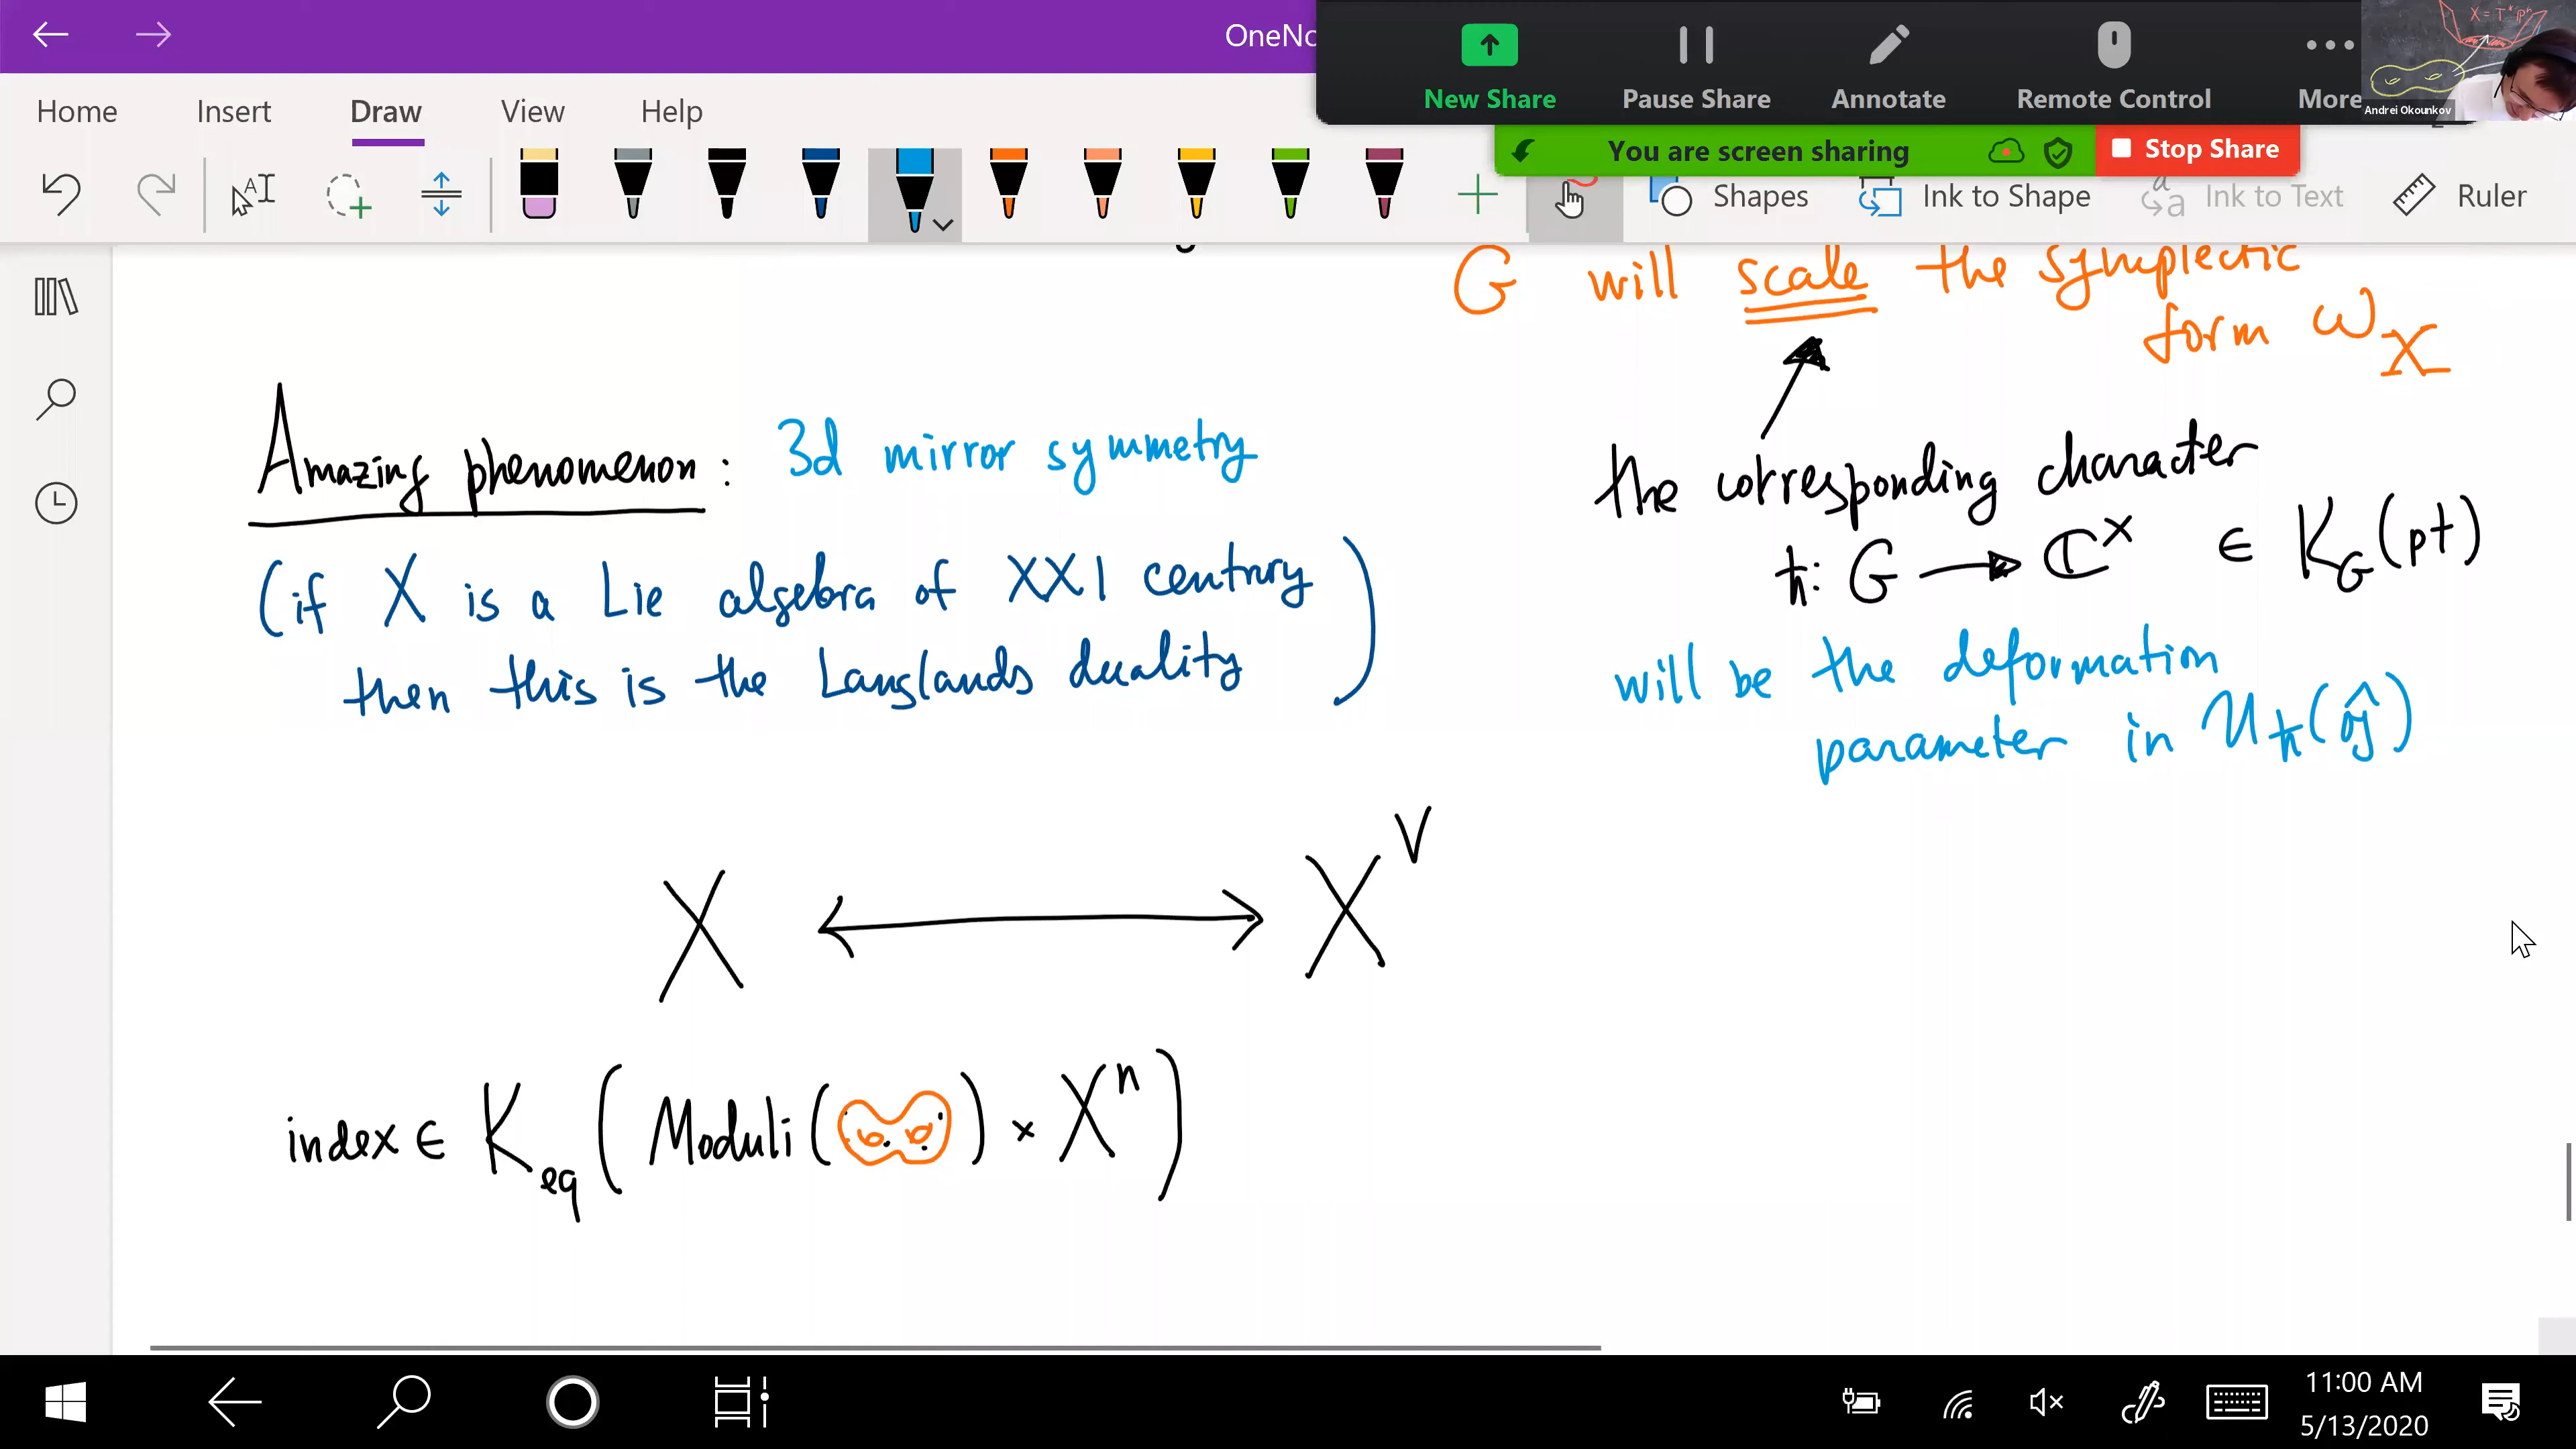 OneNo
New Share
Pause Share
Annotate
Remote Control
More
X = T*Pⁿ
Andrei Okounkov
You are screen sharing
Stop Share
Home
Insert
Draw
View
Help
Shapes
Ink to Shape
Ink to Text
Ruler
G will scale the symplectic
form ω_X
Amazing phenomenon: 3d mirror symmetry
(if X is a Lie algebra of XXI century
then this is the Langlands duality)
the corresponding character
ħ: G → ℂ^× ∈ K_G(pt)
will be the deformation
parameter in U_ħ(ĝ)
X ↔ X^∨
index ∈ K_eq (Moduli( ) × X^n)
11:00 AM
5/13/2020